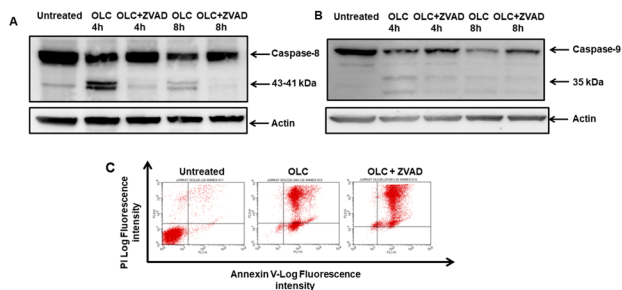 A
Untreated OLC OLC+ZVAD OLC OLC+ZVAD
4h 4h 8h 8h
Caspase-8
43-41 kDa
Actin
B
Untreated OLC OLC+ZVAD OLC OLC+ZVAD
4h 4h 8h 8h
Caspase-9
35 kDa
Actin
C
Untreated OLC OLC + ZVAD
PI Log Fluorescence
intensity
Annexin V-Log Fluorescence
intensity